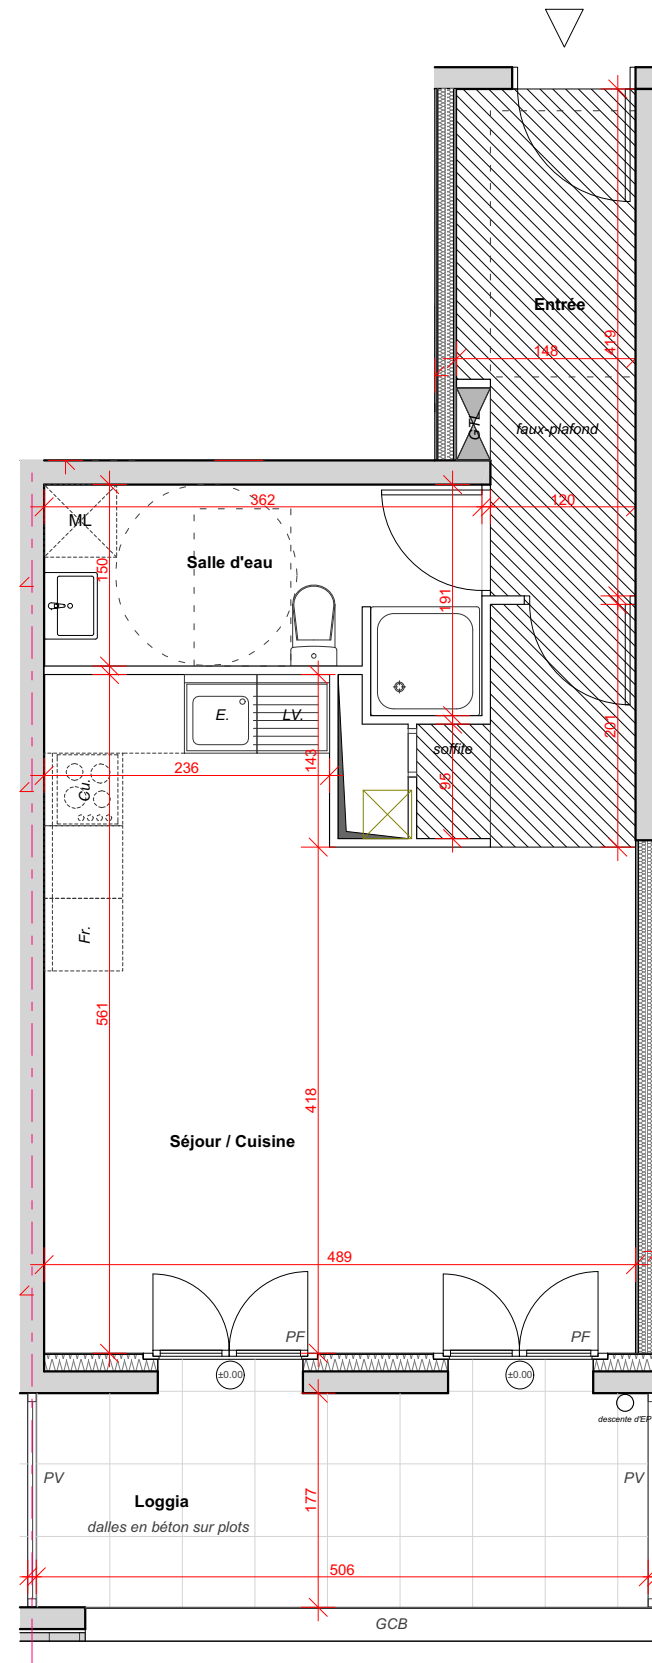 Entrée
148
419
GTL
faux-plafond
362
120
ML
Salle d'eau
150
191
E.
LV.
soffite
201
236
143
95
Cu.
Fr.
561
418
Séjour / Cuisine
489
PF
PF
±0.00
±0.00
descente d'EP
PV
PV
Loggia
dalles en béton sur plots
177
506
GCB